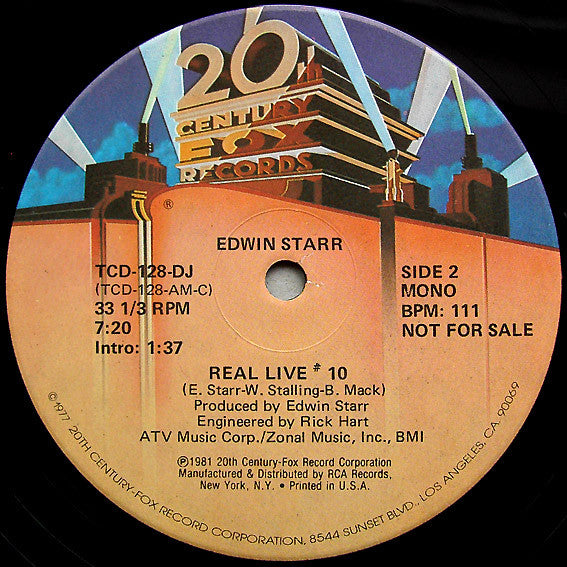 20th
CENTURY
FOX
RECORDS
®
EDWIN STARR
TCD-128-DJ
(TCD-128-AM-C)
33 1/3 RPM
7:20
Intro: 1:37
SIDE 2
MONO
BPM: 111
NOT FOR SALE
REAL LIVE # 10
(E. Starr-W. Stalling-B. Mack)
Produced by Edwin Starr
Engineered by Rick Hart
ATV Music Corp./Zonal Music, Inc., BMI
℗1981 20th Century-Fox Record Corporation
Manufactured & Distributed by RCA Records,
New York, N.Y. • Printed in U.S.A.
©1977 20TH CENTURY-FOX RECORD CORPORATION, 8544 SUNSET BLVD., LOS ANGELES, CA. 90069